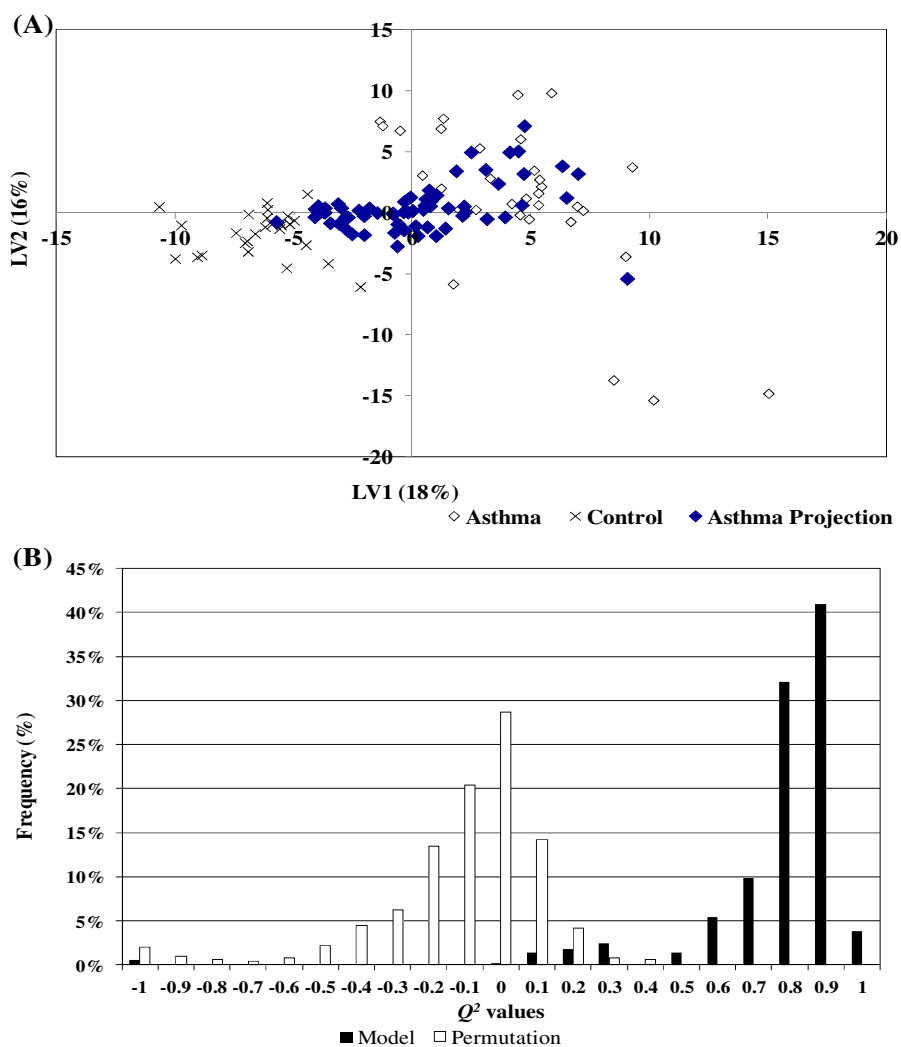 (A)
15
10
5
0
-15 -10 -5 0 5 10 15 20
-5
-10
-15
-20
LV2 (16%)
LV1 (18%)
Asthma Control Asthma Projection
(B)
45%
40%
35%
30%
25%
20%
15%
10%
5%
0%
Frequency (%)
-1 -0.9 -0.8 -0.7 -0.6 -0.5 -0.4 -0.3 -0.2 -0.1 0 0.1 0.2 0.3 0.4 0.5 0.6 0.7 0.8 0.9 1
Q² values
Model Permutation